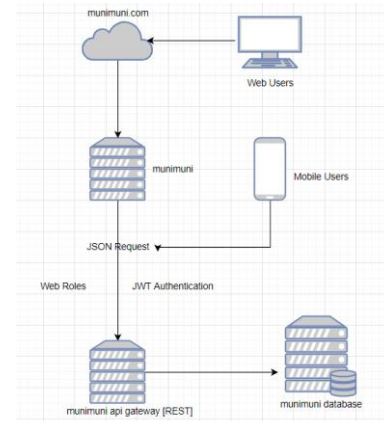 munimuni.com
Web Users
munimuni
Mobile Users
JSON Request
Web Roles
JWT Authentication
munimuni api gateway [REST]
munimuni database